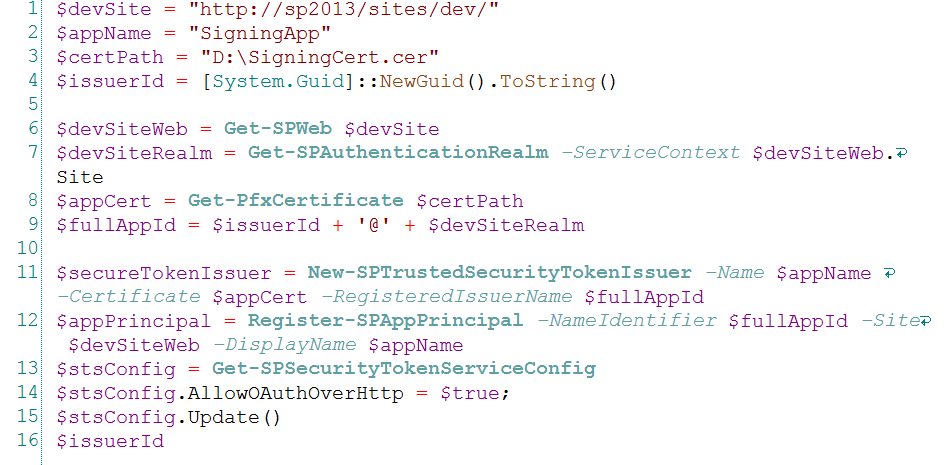 1 $devSite = "http://sp2013/sites/dev/"
2 $appName = "SigningApp"
3 $certPath = "D:\SigningCert.cer"
4 $issuerId = [System.Guid]::NewGuid().ToString()
5
6 $devSiteWeb = Get-SPWeb $devSite
7 $devSiteRealm = Get-SPAuthenticationRealm -ServiceContext $devSiteWeb.
Site
8 $appCert = Get-PfxCertificate $certPath
9 $fullAppId = $issuerId + '@' + $devSiteRealm
10
11 $secureTokenIssuer = New-SPTrustedSecurityTokenIssuer -Name $appName
-Certificate $appCert -RegisteredIssuerName $fullAppId
12 $appPrincipal = Register-SPAppPrincipal -NameIdentifier $fullAppId -Site
$devSiteWeb -DisplayName $appName
13 $stsConfig = Get-SPSecurityTokenServiceConfig
14 $stsConfig.AllowOAuthOverHttp = $true;
15 $stsConfig.Update()
16 $issuerId